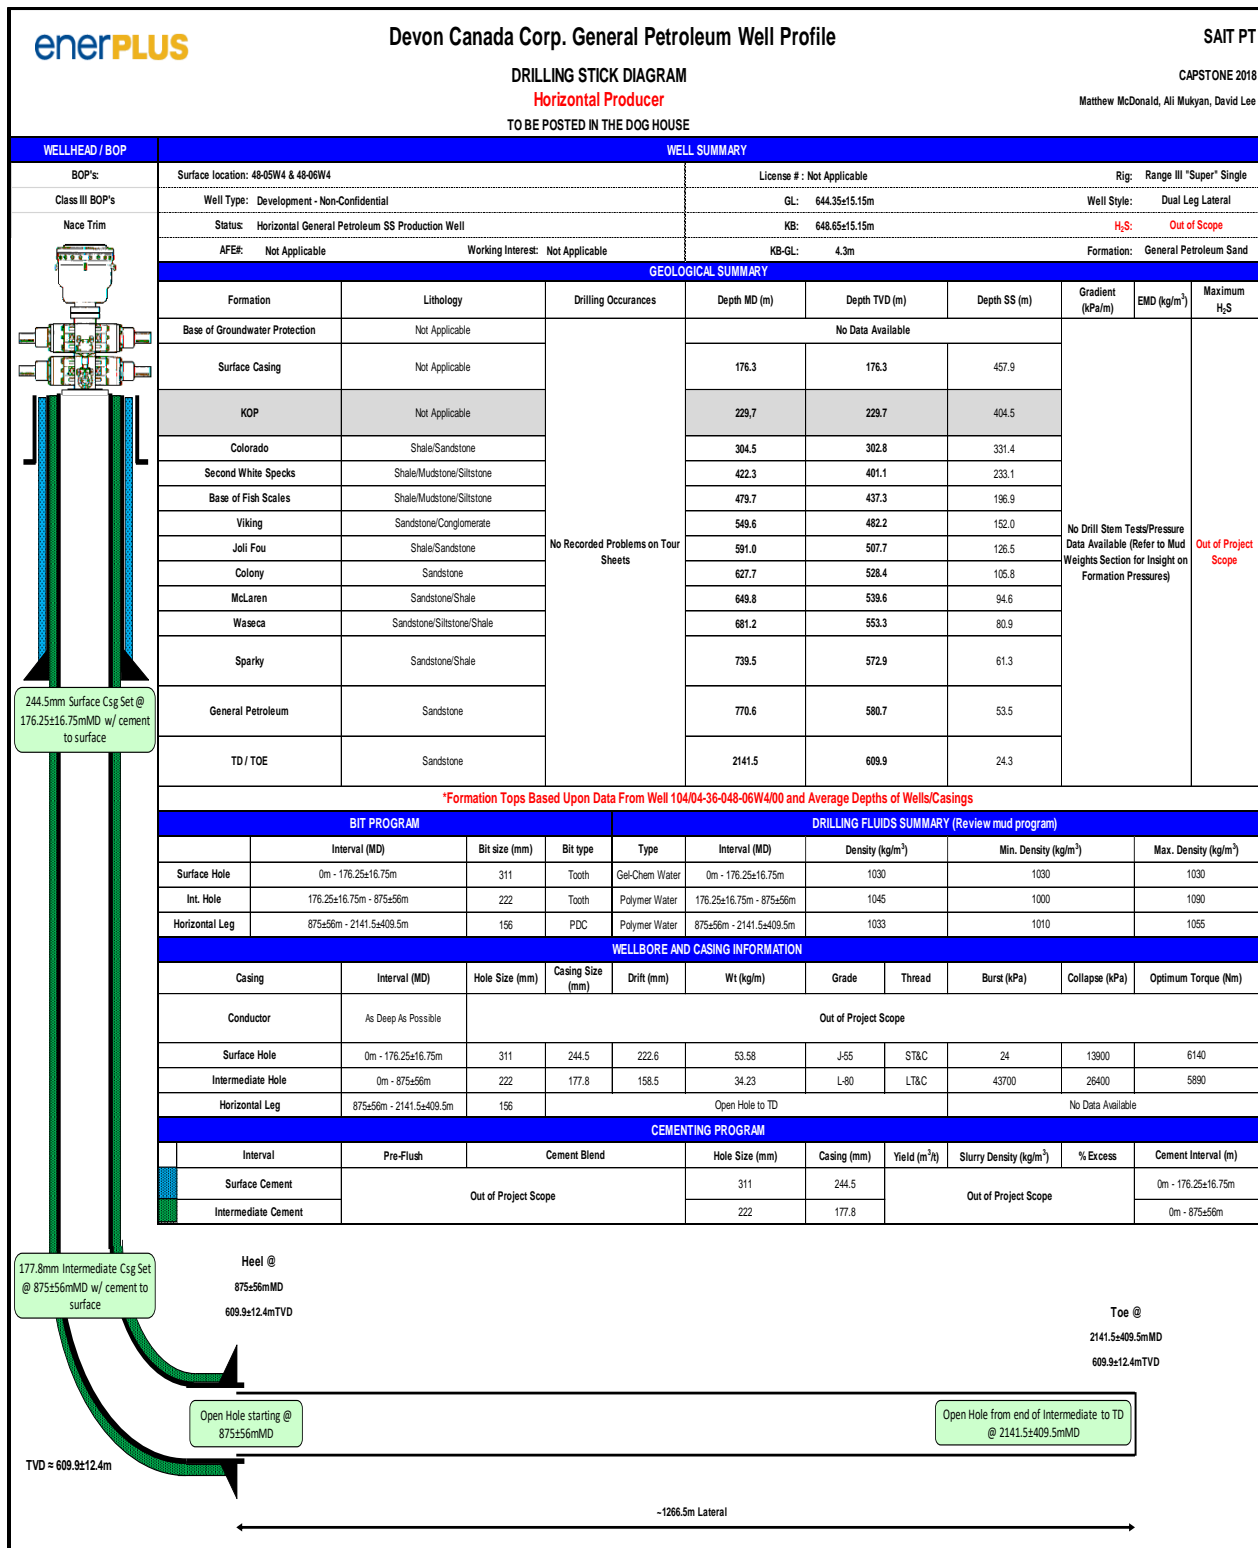 enerPLUS
Devon Canada Corp. General Petroleum Well Profile
SAIT PT
DRILLING STICK DIAGRAM
CAPSTONE 2018
Horizontal Producer
Matthew McDonald, Ali Mukyan, David Lee
TO BE POSTED IN THE DOG HOUSE
WELLHEAD / BOP
WELL SUMMARY
BOP's:
Surface location: 48-05W4 & 48-06W4
License # : Not Applicable
Rig: Range III "Super" Single
Class III BOP's
Well Type: Development - Non-Confidential
GL: 644.35±15.15m
Well Style: Dual Leg Lateral
Nace Trim
Status: Horizontal General Petroleum SS Production Well
KB: 648.65±15.15m
H₂S: Out of Scope
AFE#: Not Applicable
Working Interest: Not Applicable
KB-GL: 4.3m
Formation: General Petroleum Sand
GEOLOGICAL SUMMARY
Formation Lithology Drilling Occurances Depth MD (m) Depth TVD (m) Depth SS (m) Gradient (kPa/m) EMD (kg/m³) Maximum H₂S
Base of Groundwater Protection Not Applicable No Data Available
Surface Casing Not Applicable 176.3 176.3 457.9
KOP Not Applicable 229,7 229.7 404.5
Colorado Shale/Sandstone 304.5 302.8 331.4
Second White Specks Shale/Mudstone/Siltstone 422.3 401.1 233.1
Base of Fish Scales Shale/Mudstone/Siltstone 479.7 437.3 196.9
Viking Sandstone/Conglomerate 549.6 482.2 152.0
Joli Fou Shale/Sandstone 591.0 507.7 126.5
Colony Sandstone 627.7 528.4 105.8
McLaren Sandstone/Shale 649.8 539.6 94.6
Waseca Sandstone/Siltstone/Shale 681.2 553.3 80.9
Sparky Sandstone/Shale 739.5 572.9 61.3
General Petroleum Sandstone 770.6 580.7 53.5
TD / TOE Sandstone 2141.5 609.9 24.3
No Recorded Problems on Tour
Sheets
No Drill Stem Tests/Pressure
Data Available (Refer to Mud
Weights Section for Insight on
Formation Pressures)
Out of Project
Scope
244.5mm Surface Csg Set @
176.25±16.75mMD w/ cement
to surface
*Formation Tops Based Upon Data From Well 104/04-36-048-06W4/00 and Average Depths of Wells/Casings
BIT PROGRAM
DRILLING FLUIDS SUMMARY (Review mud program)
Interval (MD) Bit size (mm) Bit type Type Interval (MD) Density (kg/m³) Min. Density (kg/m³) Max. Density (kg/m³)
Surface Hole 0m - 176.25±16.75m 311 Tooth Gel-Chem Water 0m - 176.25±16.75m 1030 1030 1030
Int. Hole 176.25±16.75m - 875±56m 222 Tooth Polymer Water 176.25±16.75m - 875±56m 1045 1000 1090
Horizontal Leg 875±56m - 2141.5±409.5m 156 PDC Polymer Water 875±56m - 2141.5±409.5m 1033 1010 1055
WELLBORE AND CASING INFORMATION
Casing Interval (MD) Hole Size (mm) Casing Size (mm) Drift (mm) Wt (kg/m) Grade Thread Burst (kPa) Collapse (kPa) Optimum Torque (Nm)
Conductor As Deep As Possible Out of Project Scope
Surface Hole 0m - 176.25±16.75m 311 244.5 222.6 53.58 J-55 ST&C 24 13900 6140
Intermediate Hole 0m - 875±56m 222 177.8 158.5 34.23 L-80 LT&C 43700 26400 5890
Horizontal Leg 875±56m - 2141.5±409.5m 156 Open Hole to TD No Data Available
CEMENTING PROGRAM
Interval Pre-Flush Cement Blend Hole Size (mm) Casing (mm) Yield (m³/t) Slurry Density (kg/m³) % Excess Cement Interval (m)
Surface Cement 311 244.5 0m - 176.25±16.75m
Out of Project Scope Out of Project Scope
Intermediate Cement 222 177.8 0m - 875±56m
177.8mm Intermediate Csg Set
@ 875±56mMD w/ cement to
surface
Heel @
875±56mMD
609.9±12.4mTVD
Toe @
2141.5±409.5mMD
609.9±12.4mTVD
Open Hole starting @
875±56mMD
Open Hole from end of Intermediate to TD
@ 2141.5±409.5mMD
TVD ≈ 609.9±12.4m
~1266.5m Lateral